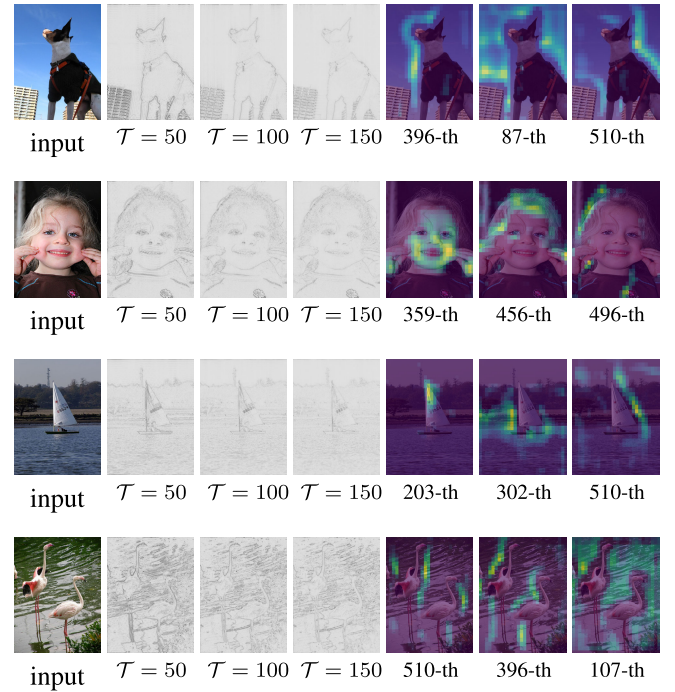 input 𝒯 = 50 𝒯 = 100 𝒯 = 150 396-th 87-th 510-th
input 𝒯 = 50 𝒯 = 100 𝒯 = 150 359-th 456-th 496-th
input 𝒯 = 50 𝒯 = 100 𝒯 = 150 203-th 302-th 510-th
input 𝒯 = 50 𝒯 = 100 𝒯 = 150 510-th 396-th 107-th